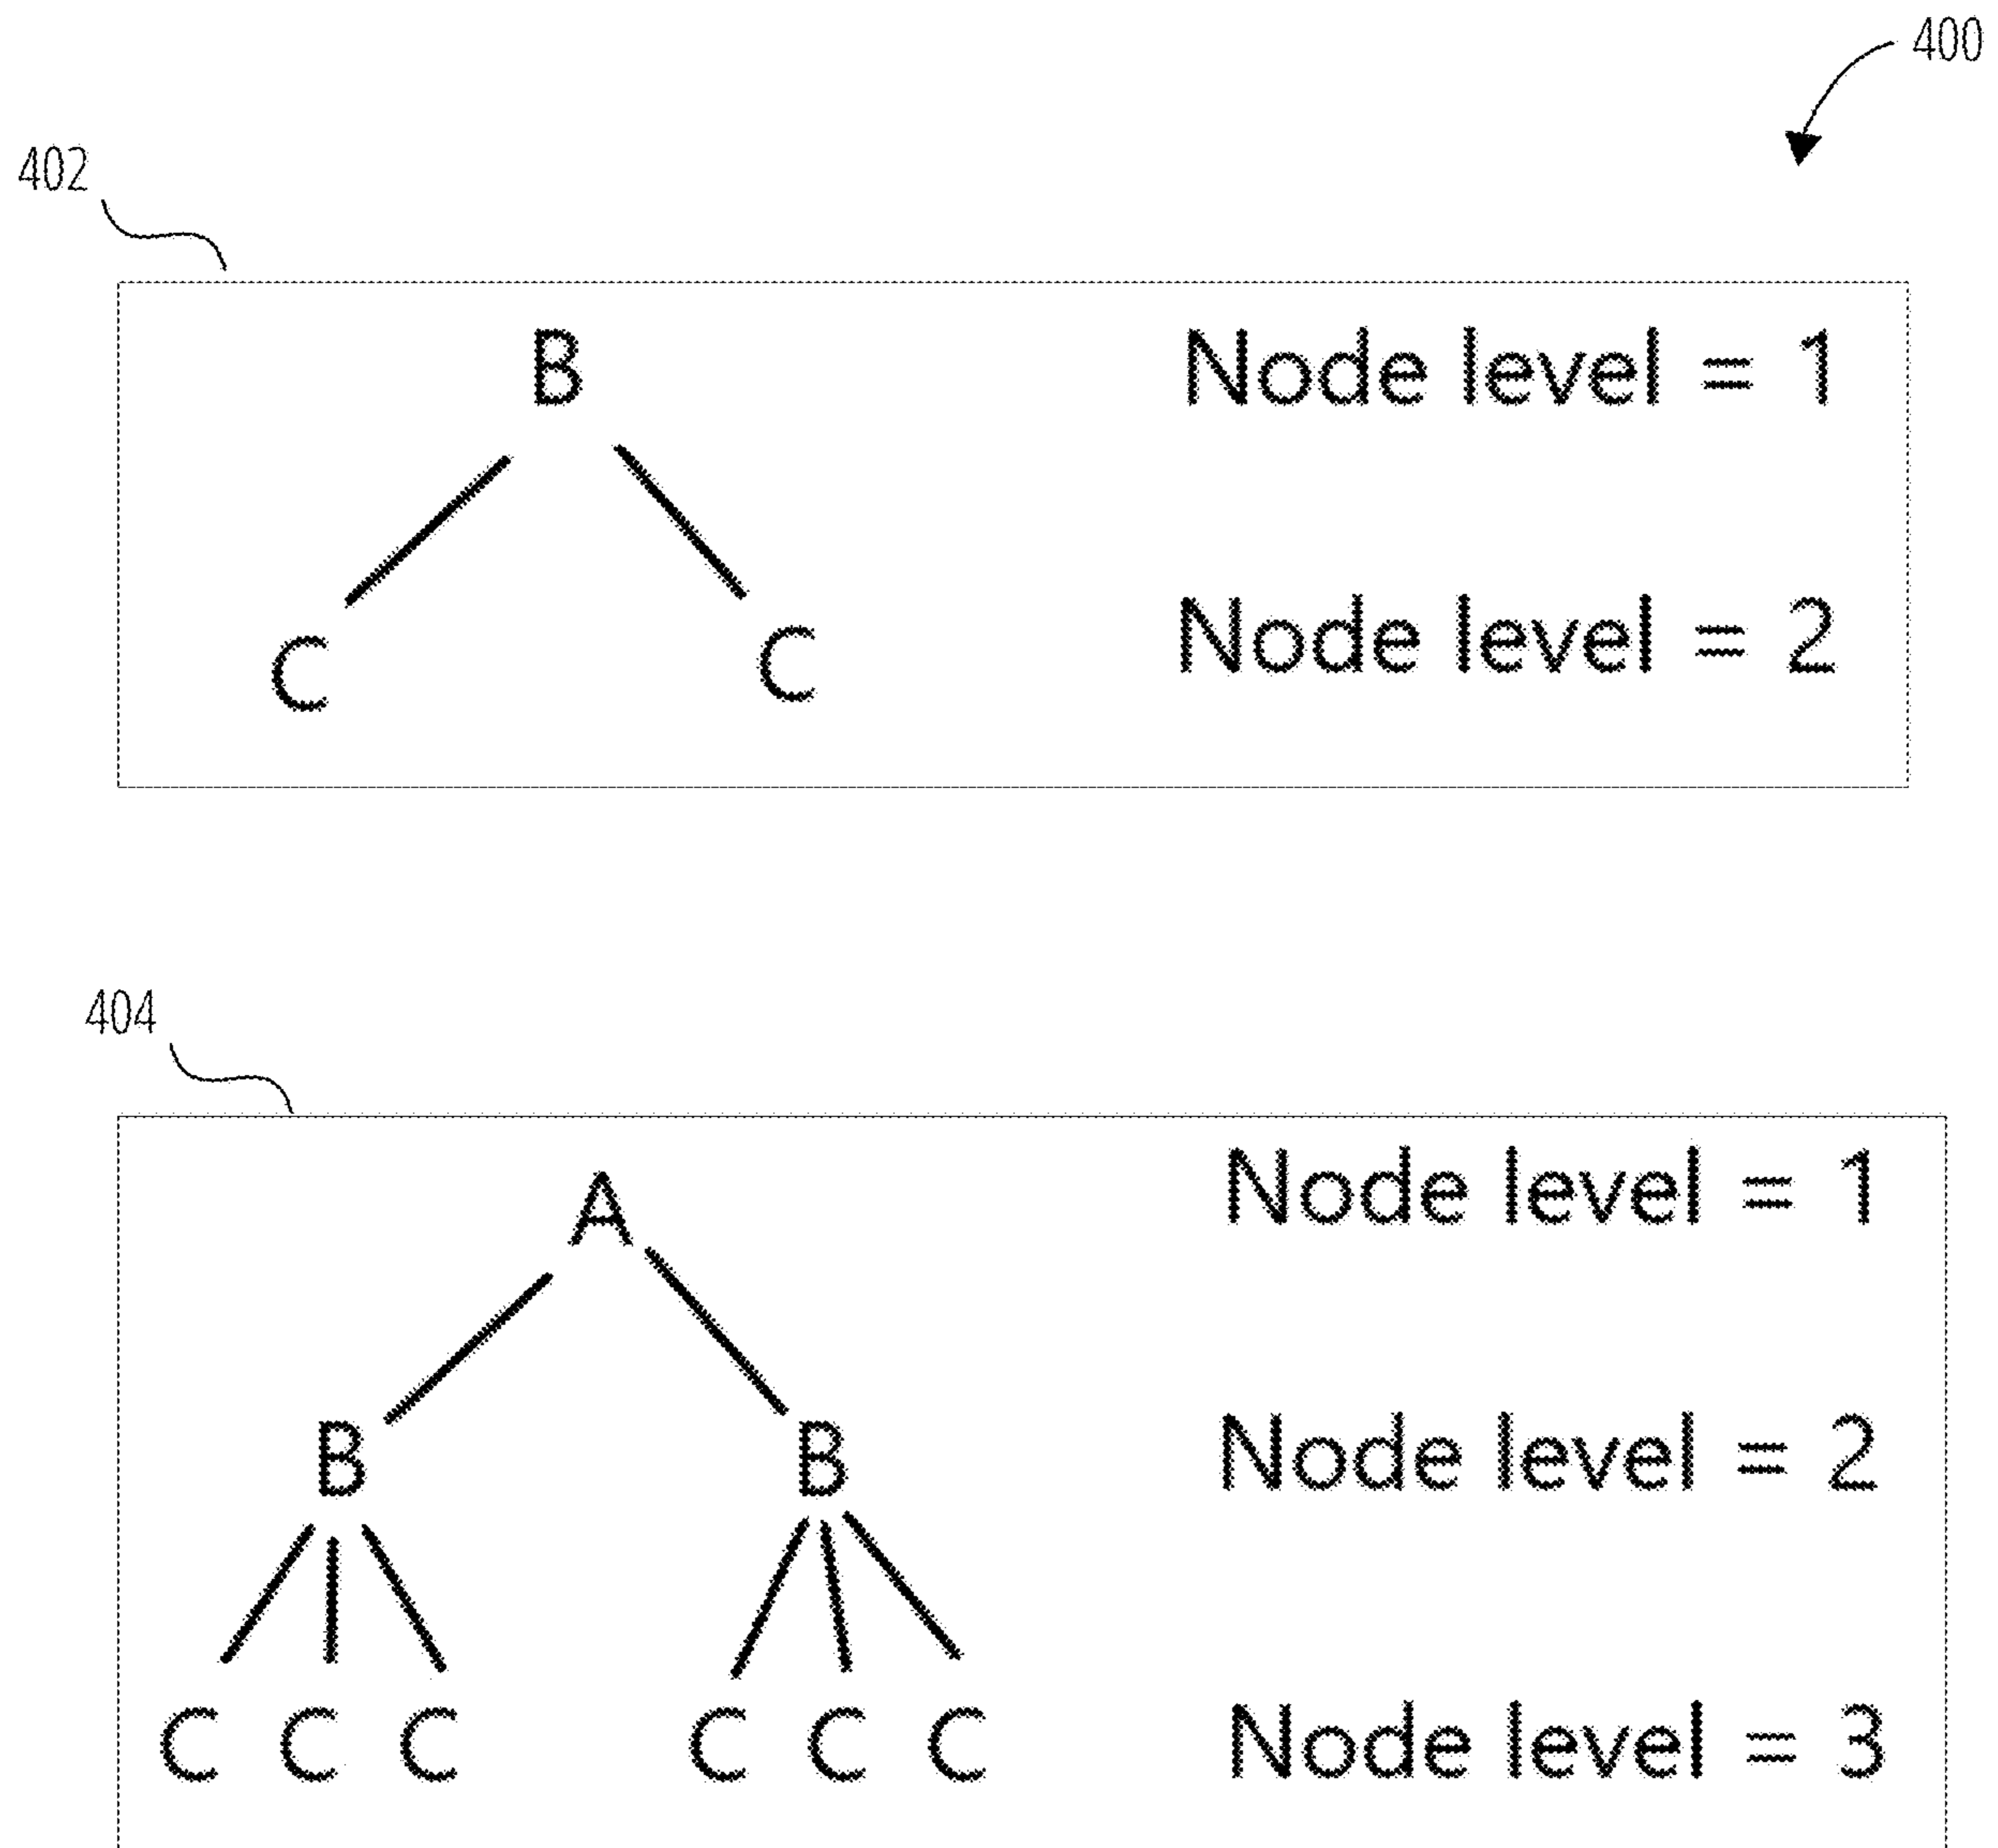 400
402
B Node level = 1
C C Node level = 2
404
A Node level = 1
B B Node level = 2
C C C C C C Node level = 3